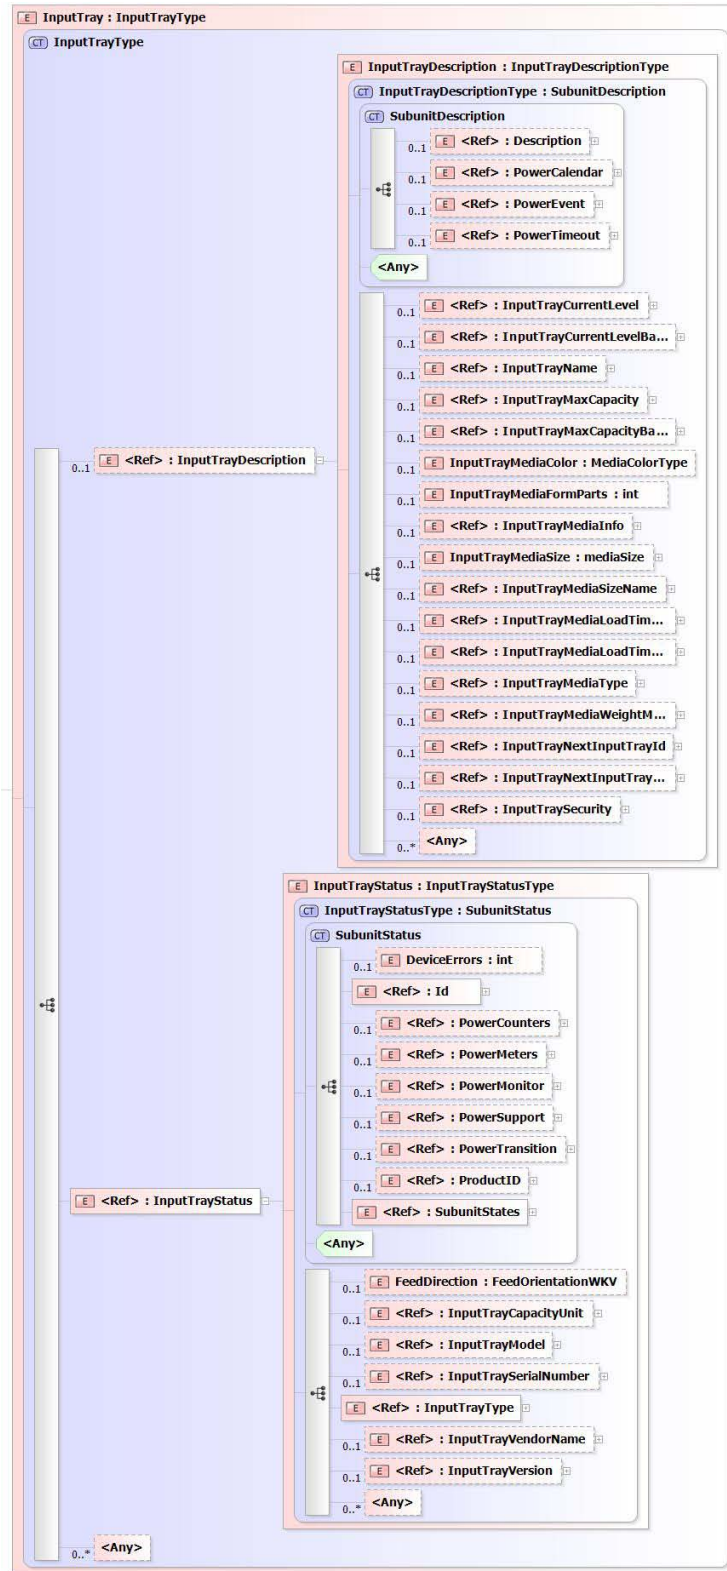 E InputTray : InputTrayType
CT InputTrayType
E InputTrayDescription : InputTrayDescriptionType
CT InputTrayDescriptionType : SubunitDescription
CT SubunitDescription
0..1 E <Ref> : Description
0..1 E <Ref> : PowerCalendar
0..1 E <Ref> : PowerEvent
0..1 E <Ref> : PowerTimeout
<Any>
0..1 E <Ref> : InputTrayCurrentLevel
0..1 E <Ref> : InputTrayCurrentLevelBa...
0..1 E <Ref> : InputTrayName
0..1 E <Ref> : InputTrayMaxCapacity
0..1 E <Ref> : InputTrayMaxCapacityBa...
0..1 E <Ref> : InputTrayDescription
0..1 E InputTrayMediaColor : MediaColorType
0..1 E InputTrayMediaFormParts : int
0..1 E <Ref> : InputTrayMediaInfo
0..1 E InputTrayMediaSize : mediaSize
0..1 E <Ref> : InputTrayMediaSizeName
0..1 E <Ref> : InputTrayMediaLoadTim...
0..1 E <Ref> : InputTrayMediaLoadTim...
0..1 E <Ref> : InputTrayMediaType
0..1 E <Ref> : InputTrayMediaWeightM...
0..1 E <Ref> : InputTrayNextInputTrayId
0..1 E <Ref> : InputTrayNextInputTray...
0..1 E <Ref> : InputTraySecurity
0..* <Any>
E InputTrayStatus : InputTrayStatusType
CT InputTrayStatusType : SubunitStatus
CT SubunitStatus
0..1 E DeviceErrors : int
E <Ref> : Id
0..1 E <Ref> : PowerCounters
0..1 E <Ref> : PowerMeters
0..1 E <Ref> : PowerMonitor
0..1 E <Ref> : PowerSupport
0..1 E <Ref> : PowerTransition
0..1 E <Ref> : ProductID
E <Ref> : InputTrayStatus
E <Ref> : SubunitStates
<Any>
0..1 E FeedDirection : FeedOrientationWKV
0..1 E <Ref> : InputTrayCapacityUnit
0..1 E <Ref> : InputTrayModel
0..1 E <Ref> : InputTraySerialNumber
E <Ref> : InputTrayType
0..1 E <Ref> : InputTrayVendorName
0..1 E <Ref> : InputTrayVersion
0..* <Any>
0..* <Any>